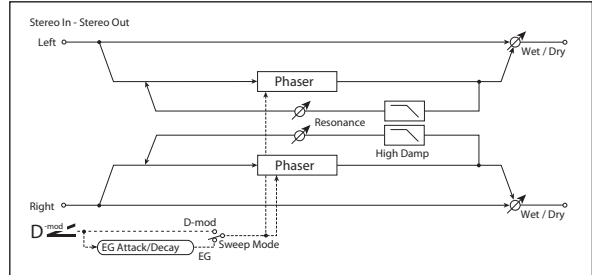 Stereo In - Stereo Out
Left
Wet / Dry
Phaser
Resonance
High Damp
Phaser
Right
Wet / Dry
D-mod
D-mod
EG Attack/Decay
Sweep Mode
EG